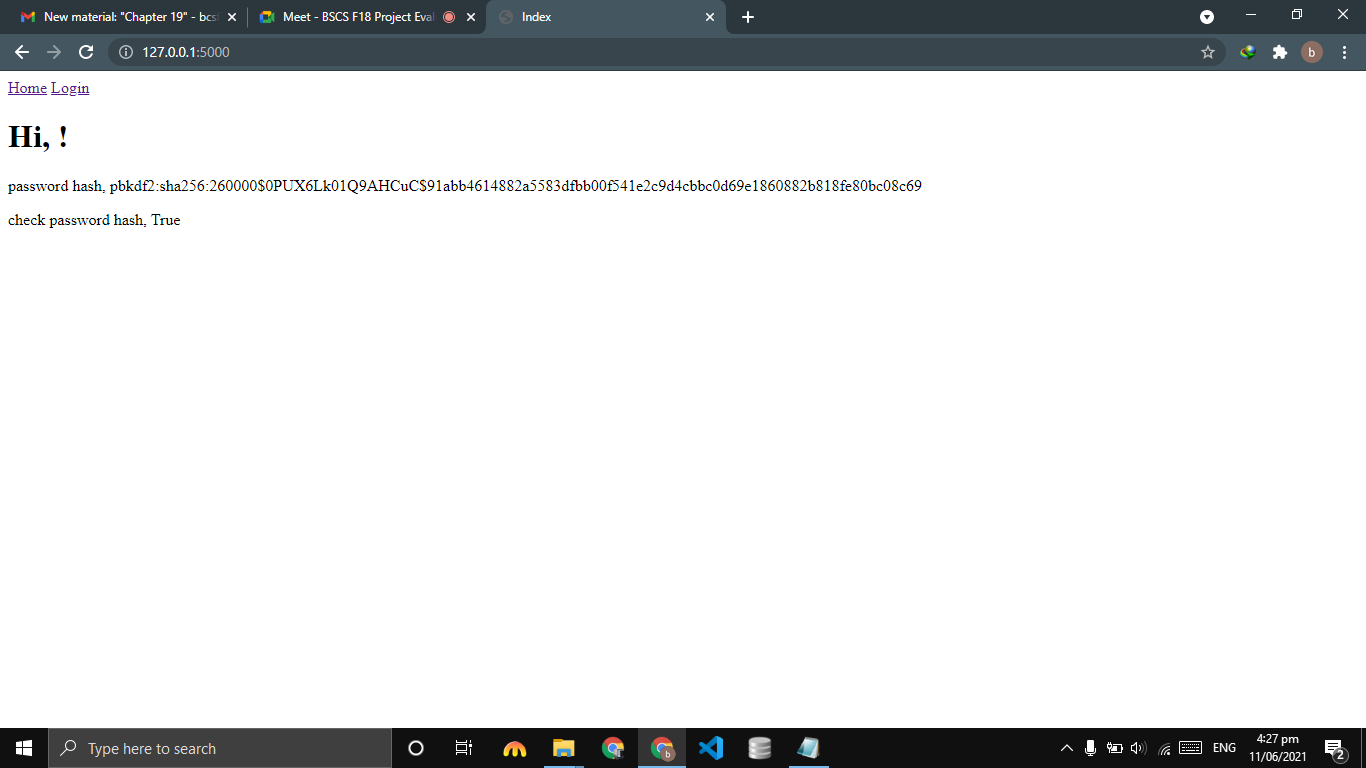 New material: "Chapter 19" - bcs
Meet - BSCS F18 Project Eval
Index
127.0.0.1:5000
b
Home Login
Hi, !
password hash, pbkdf2:sha256:260000$0PUX6Lk01Q9AHCuC$91abb4614882a5583dfbb00f541e2c9d4cbbc0d69e1860882b818fe80bc08c69
check password hash, True
Type here to search
b
ENG
4:27 pm
11/06/2021
2